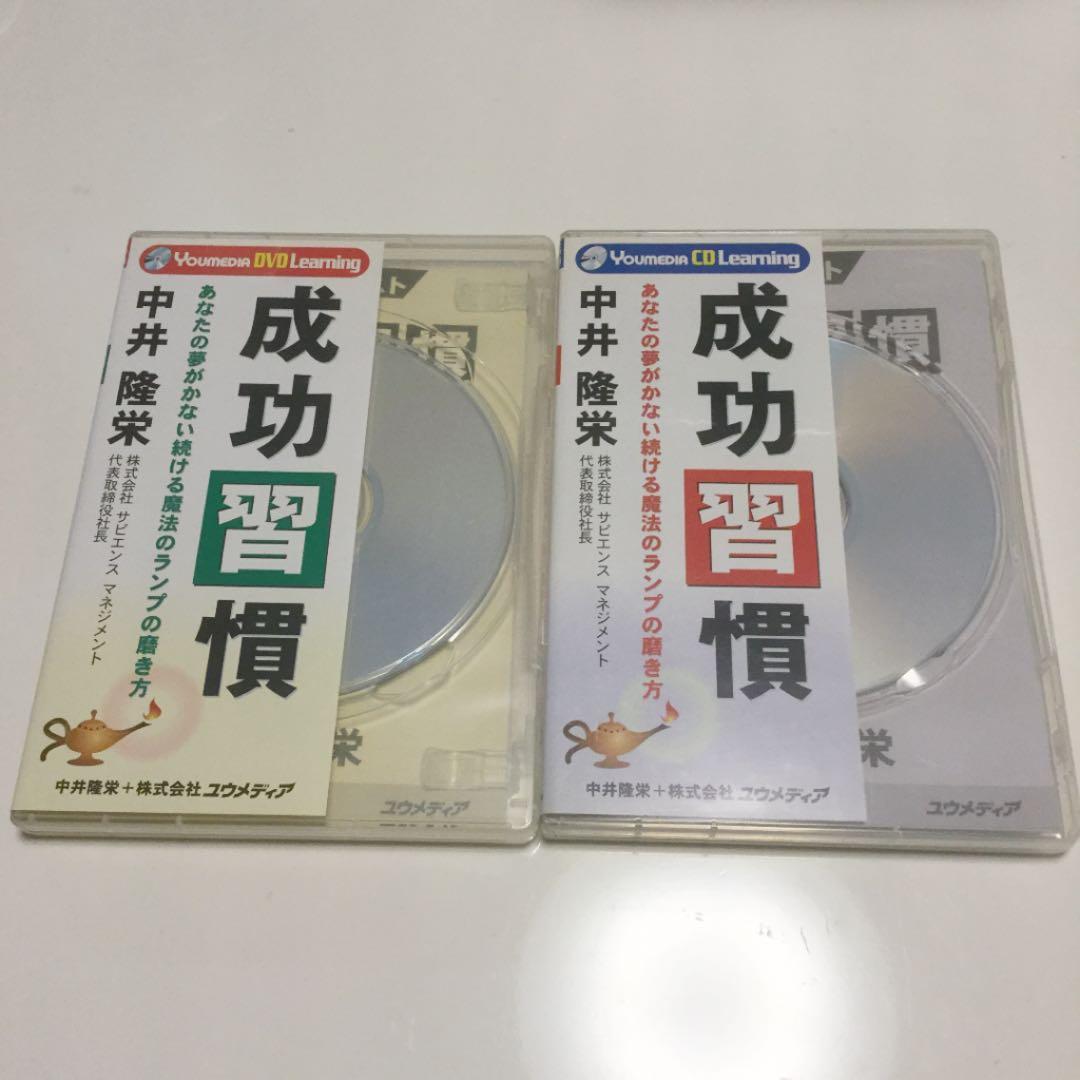 YOUMEDIA DVD Learning
成功習慣
あなたの夢がかない続ける魔法のランプの磨き方
中井 隆栄
株式会社 サピエンス マネジメント
代表取締役社長
中井隆栄+株式会社 ユウメディア
慣
栄
YOUMEDIA CD Learning
成功習慣
あなたの夢がかない続ける魔法のランプの磨き方
中井 隆栄
株式会社 サピエンス マネジメント
代表取締役社長
中井隆栄+株式会社 ユウメディア
ト
慣
栄
ユウメディア